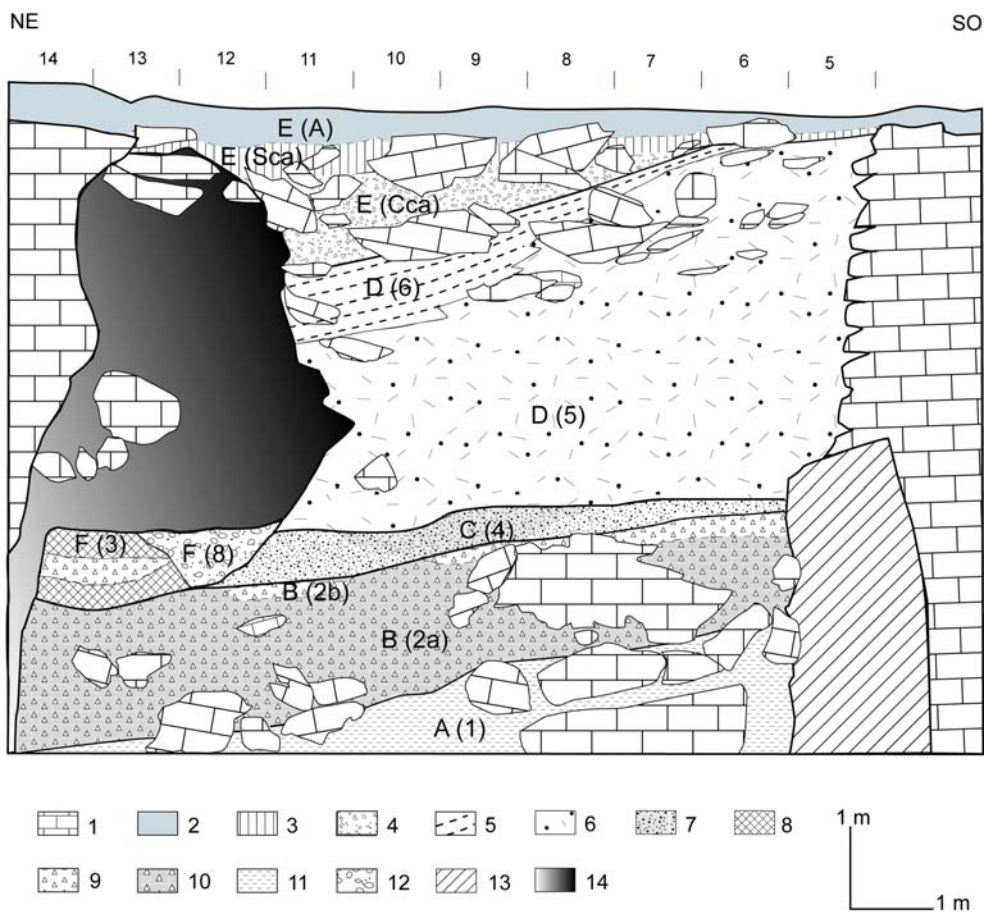 NE SO
14 13 12 11 10 9 8 7 6 5
E (A)
E (Sca)
E (Cca)
D (6)
D (5)
C (4)
F (3)
F (8)
B (2b)
B (2a)
A (1)
1 2 3 4 5 6 7 8
9 10 11 12 13 14
1 m
1 m